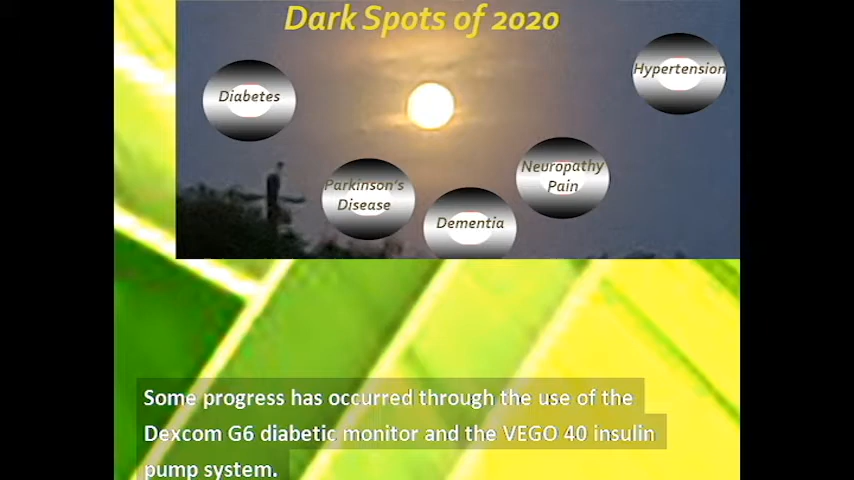 Dark Spots of 2020
Hypertension
Diabetes
Neuropathy
Pain
Parkinson's
Disease
Dementia
Some progress has occurred through the use of the
Dexcom G6 diabetic monitor and the VEGO 40 insulin
pump system.